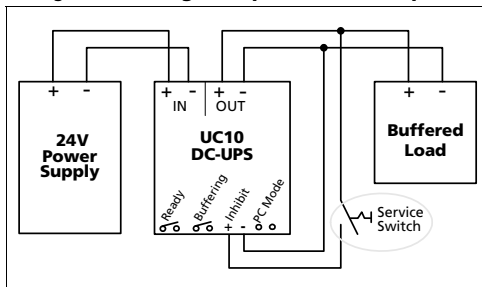 + -
24V
Power
Supply
+ - + -
IN OUT
UC10
DC-UPS
Ready
Buffering
Inhibit
PC Mode
+ -
+ -
Buffered
Load
Service
Switch